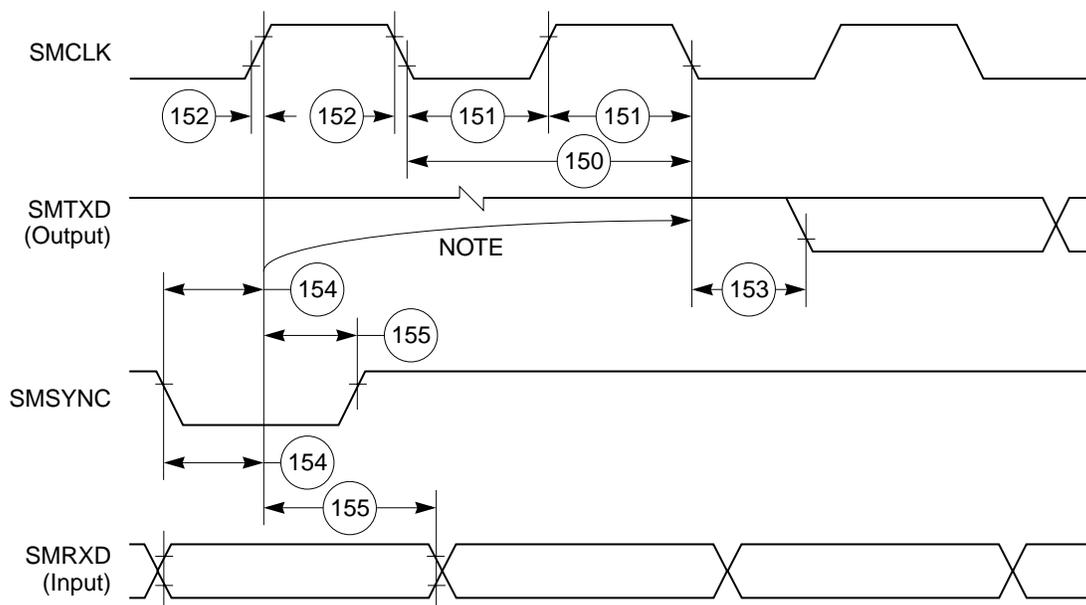 SMCLK
152 152 151 151
150
SMTXD
(Output)
NOTE
154 153
155
SMSYNC
154
155
SMRXD
(Input)